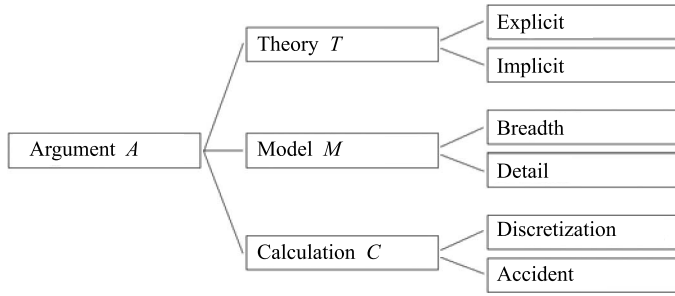 Explicit
Theory T
Implicit
Breadth
Argument A
Model M
Detail
Discretization
Calculation C
Accident